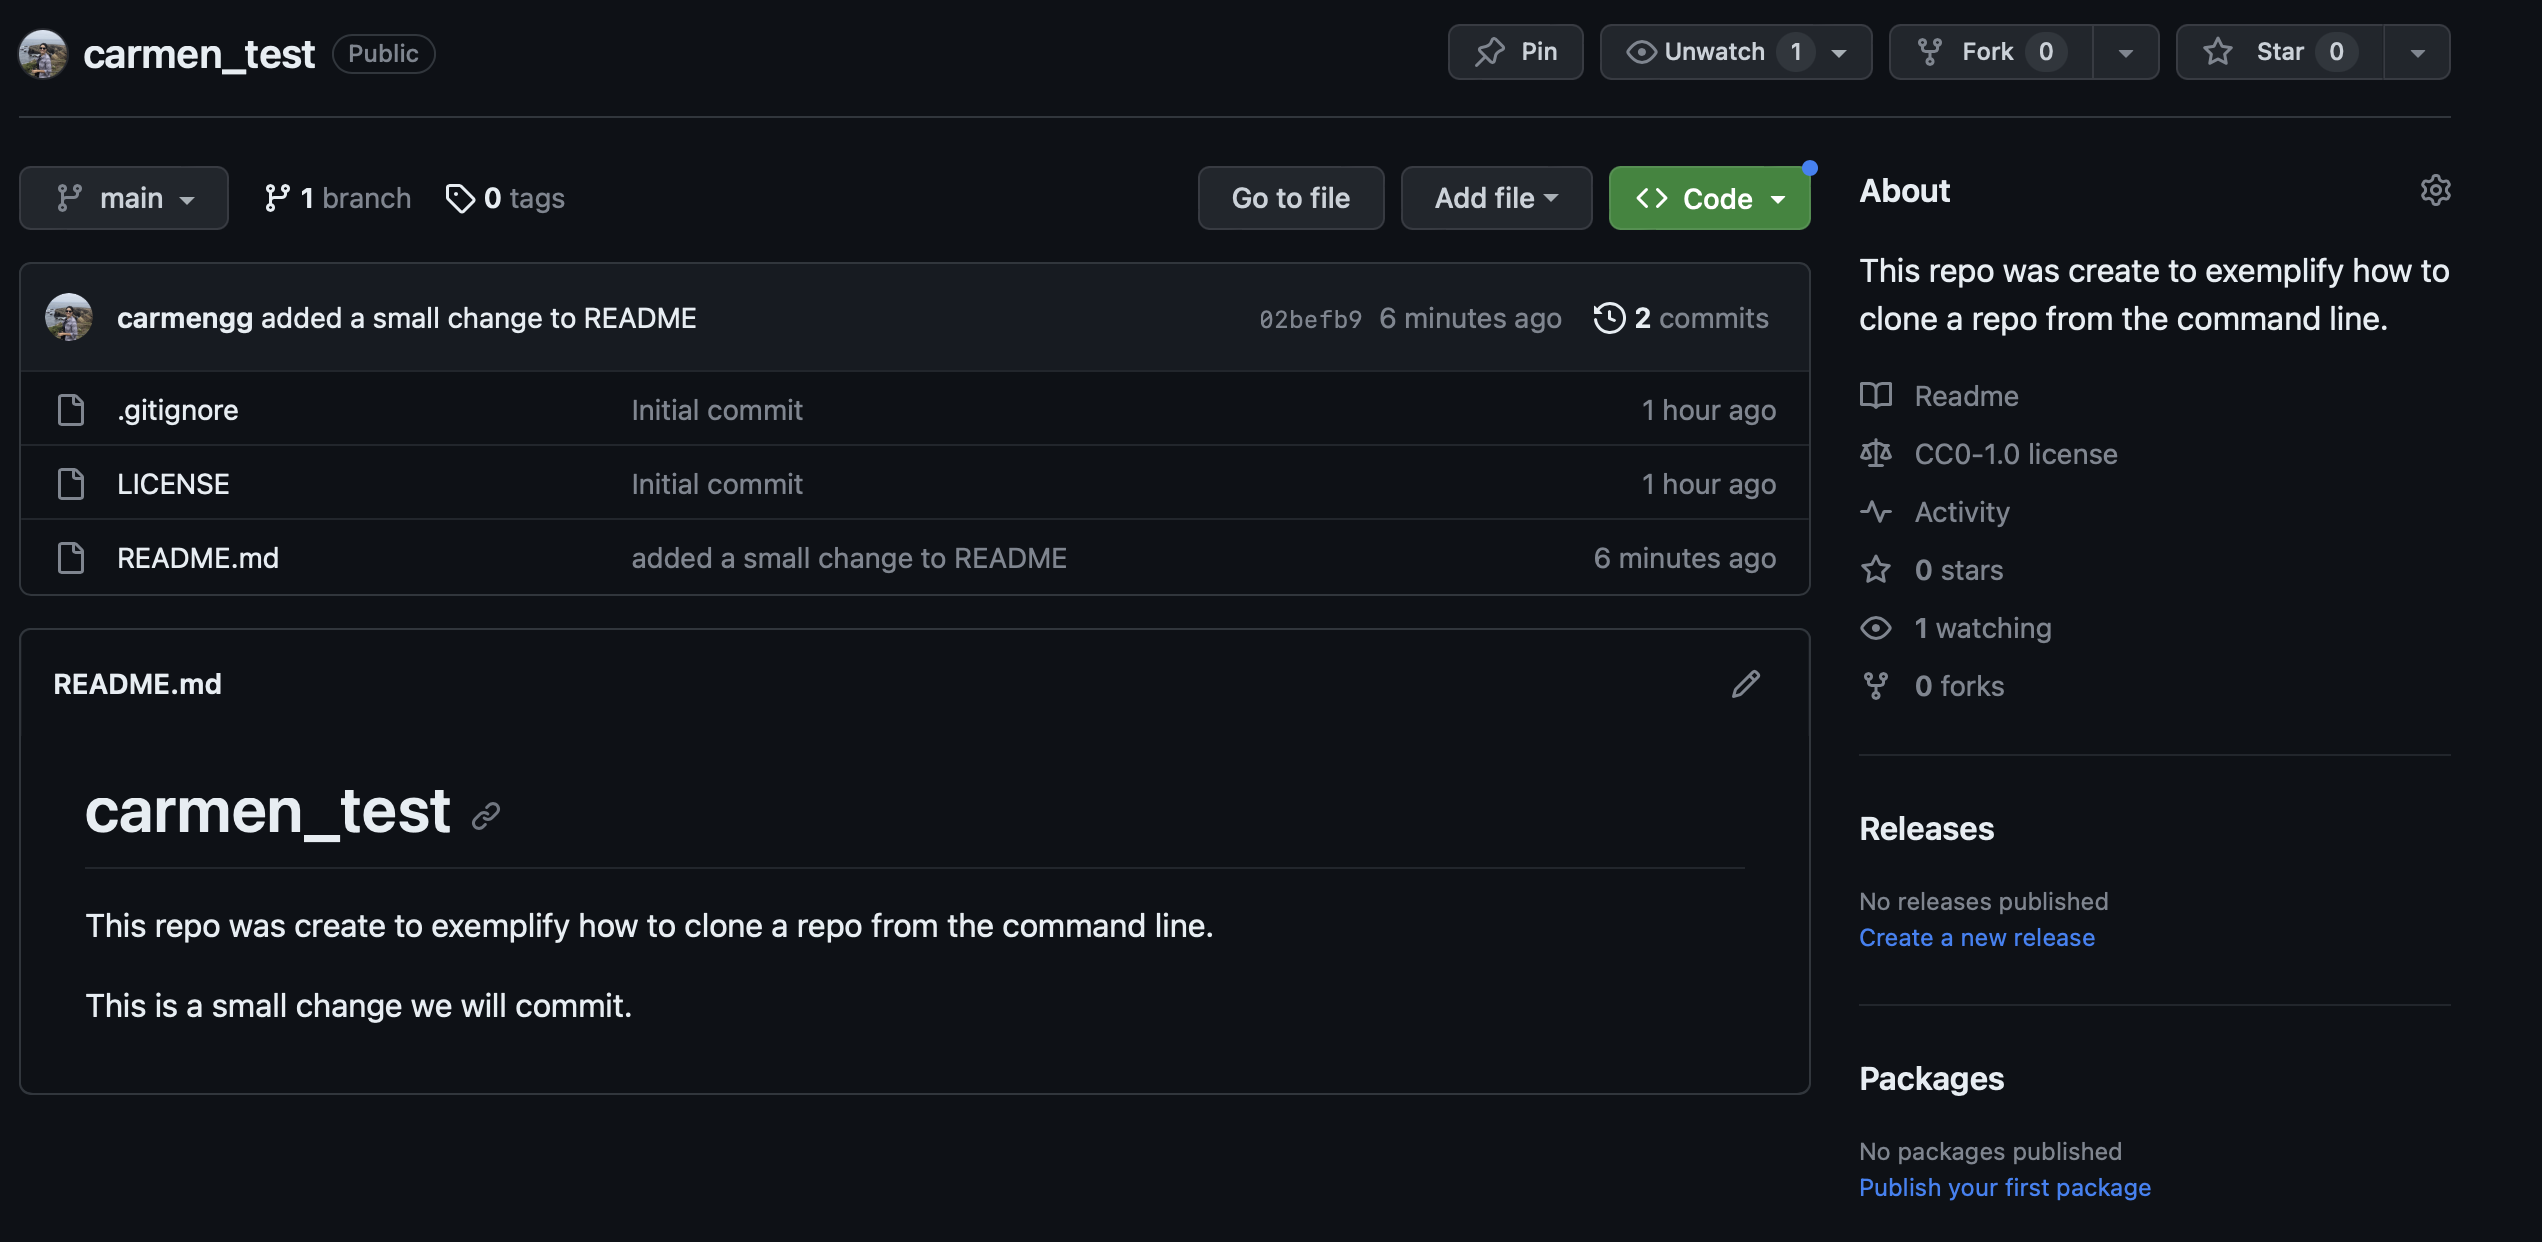 carmen_test Public Pin Unwatch 1 Fork 0 Star 0
main 1 branch 0 tags Go to file Add file Code
carmengg added a small change to README 02befb9 6 minutes ago 2 commits
.gitignore Initial commit 1 hour ago
LICENSE Initial commit 1 hour ago
README.md added a small change to README 6 minutes ago
README.md
carmen_test
This repo was create to exemplify how to clone a repo from the command line.
This is a small change we will commit.
About
This repo was create to exemplify how to
clone a repo from the command line.
Readme
CC0-1.0 license
Activity
0 stars
1 watching
0 forks
Releases
No releases published
Create a new release
Packages
No packages published
Publish your first package